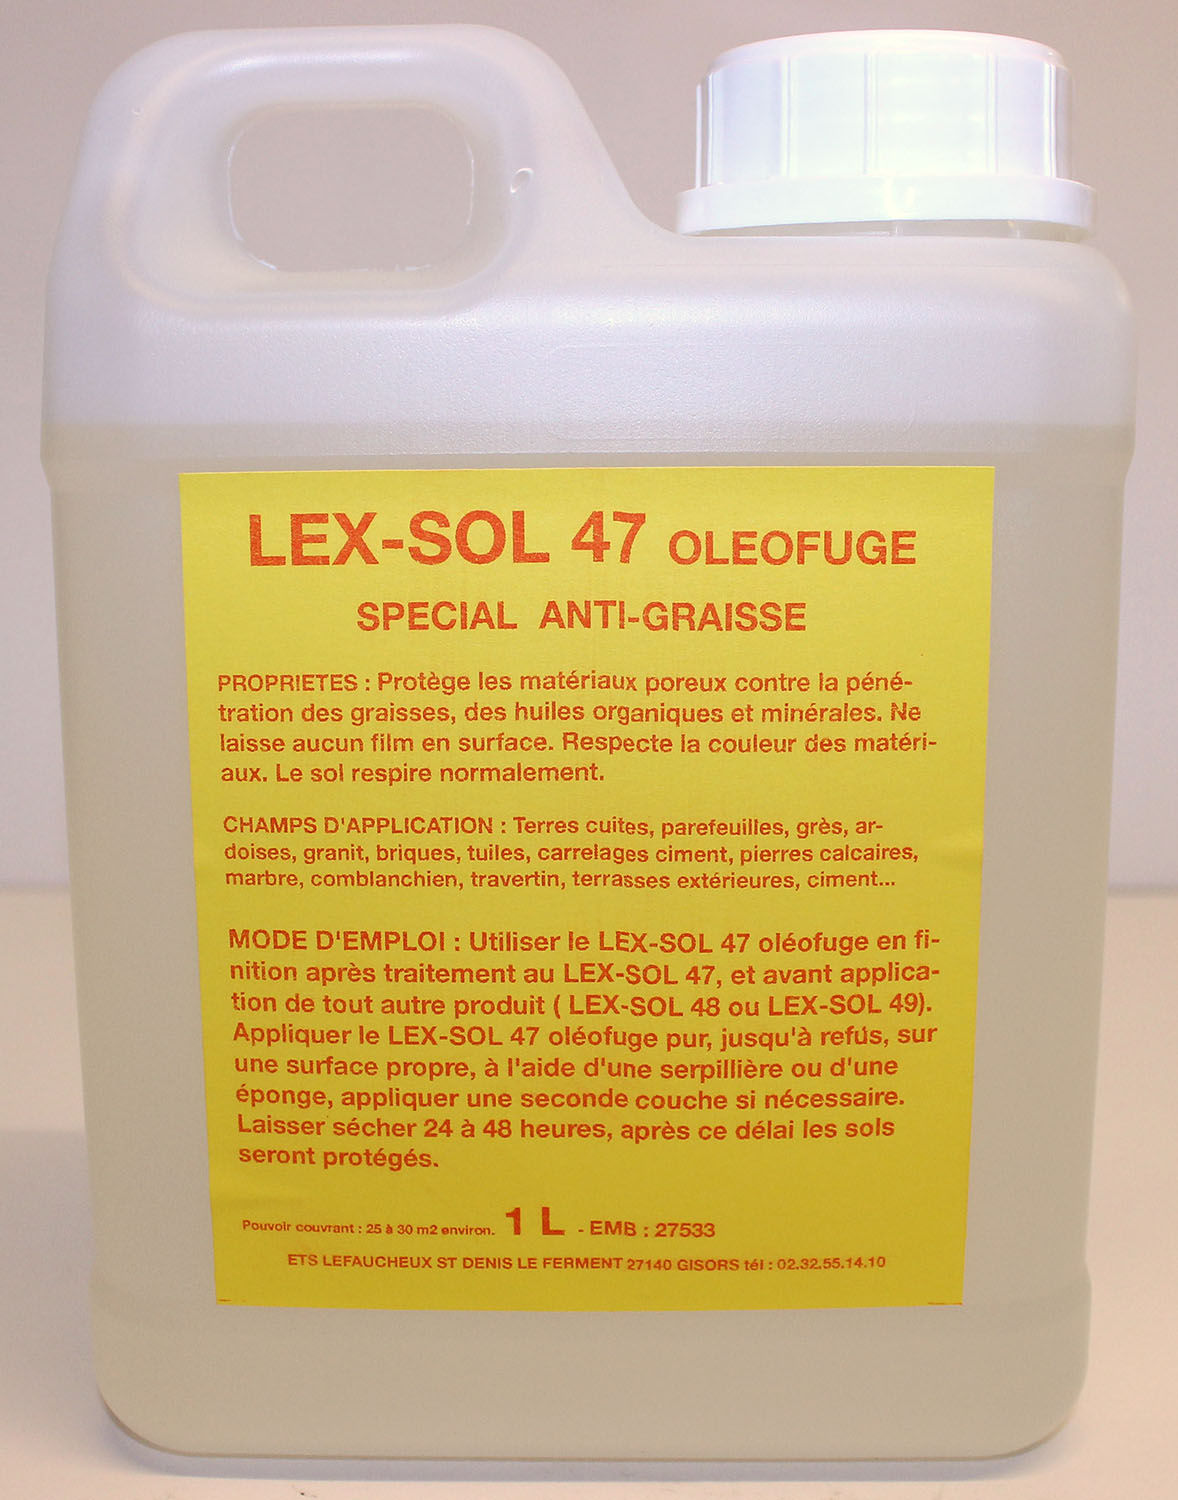 LEX-SOL 47 OLEOFUGE
SPECIAL ANTI-GRAISSE
PROPRIETES : Protège les matériaux poreux contre la péné-
tration des graisses, des huiles organiques et minérales. Ne
laisse aucun film en surface. Respecte la couleur des matéri-
aux. Le sol respire normalement.
CHAMPS D'APPLICATION : Terres cuites, parefeuilles, grès, ar-
doises, granit, briques, tuiles, carrelages ciment, pierres calcaires,
marbre, comblanchien, travertin, terrasses extérieures, ciment...
MODE D'EMPLOI : Utiliser le LEX-SOL 47 oléofuge en fi-
nition après traitement au LEX-SOL 47, et avant applica-
tion de tout autre produit ( LEX-SOL 48 ou LEX-SOL 49).
Appliquer le LEX-SOL 47 oléofuge pur, jusqu'à refús, sur
une surface propre, à l'aide d'une serpillière ou d'une
éponge, appliquer une seconde couche si nécessaire.
Laisser sécher 24 à 48 heures, après ce délai les sols
seront protégés.
Pouvoir couvrant : 25 à 30 m2 environ. 1 L - EMB : 27533
ETS LEFAUCHEUX ST DENIS LE FERMENT 27140 GISORS tél : 02.32.55.14.10